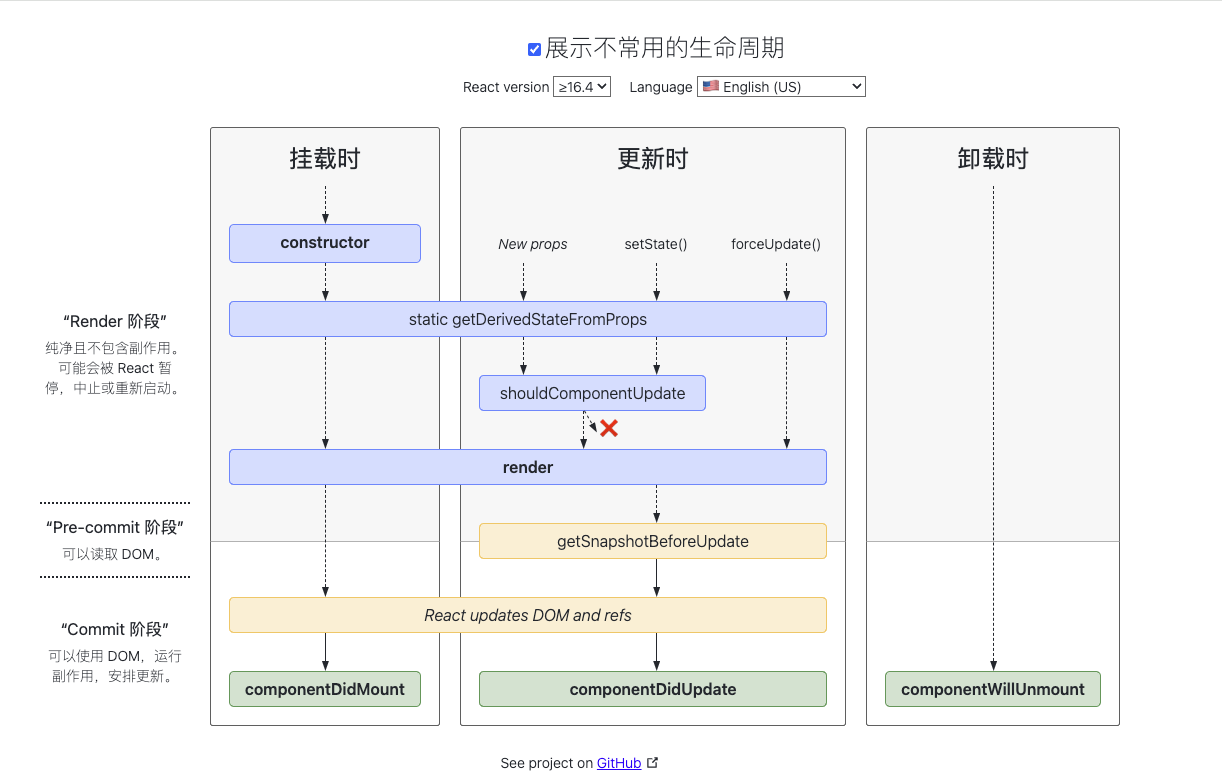 展示不常用的生命周期
React version ≥16.4 Language 🇺🇸 English (US)
挂载时
更新时
卸载时
constructor
New props
setState()
forceUpdate()
“Render 阶段”
纯净且不包含副作用。
可能会被 React 暂
停，中止或重新启动。
static getDerivedStateFromProps
shouldComponentUpdate
render
“Pre-commit 阶段”
可以读取 DOM。
getSnapshotBeforeUpdate
“Commit 阶段”
可以使用 DOM，运行
副作用，安排更新。
React updates DOM and refs
componentDidMount
componentDidUpdate
componentWillUnmount
See project on GitHub